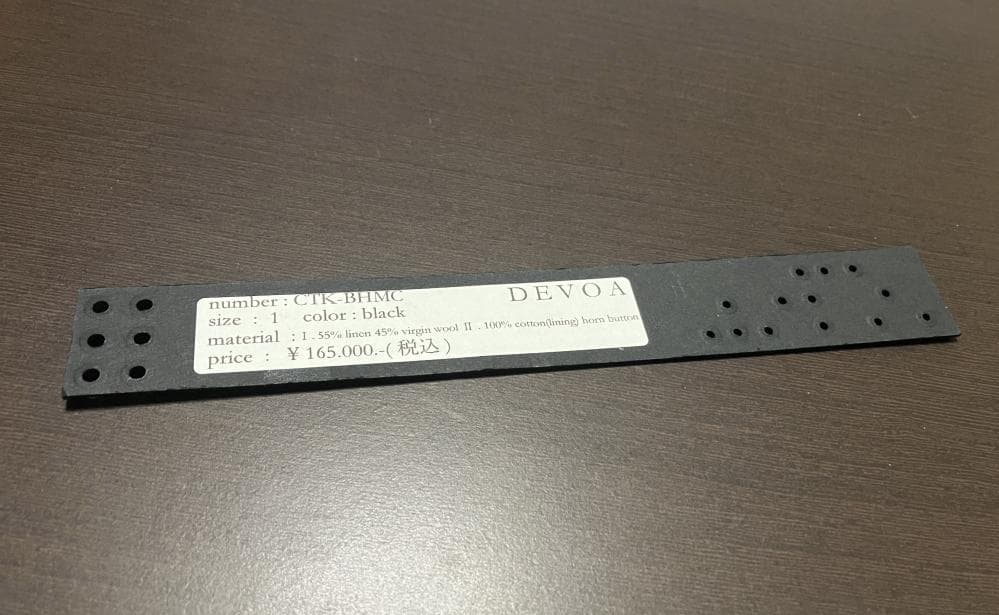 DEVOA
number : CTK-BHMC
size : 1 color : black
material : I . 55% linen 45% virgin wool II . 100% cotton(lining) horn button
price : ¥ 165.000.-( 税込 )